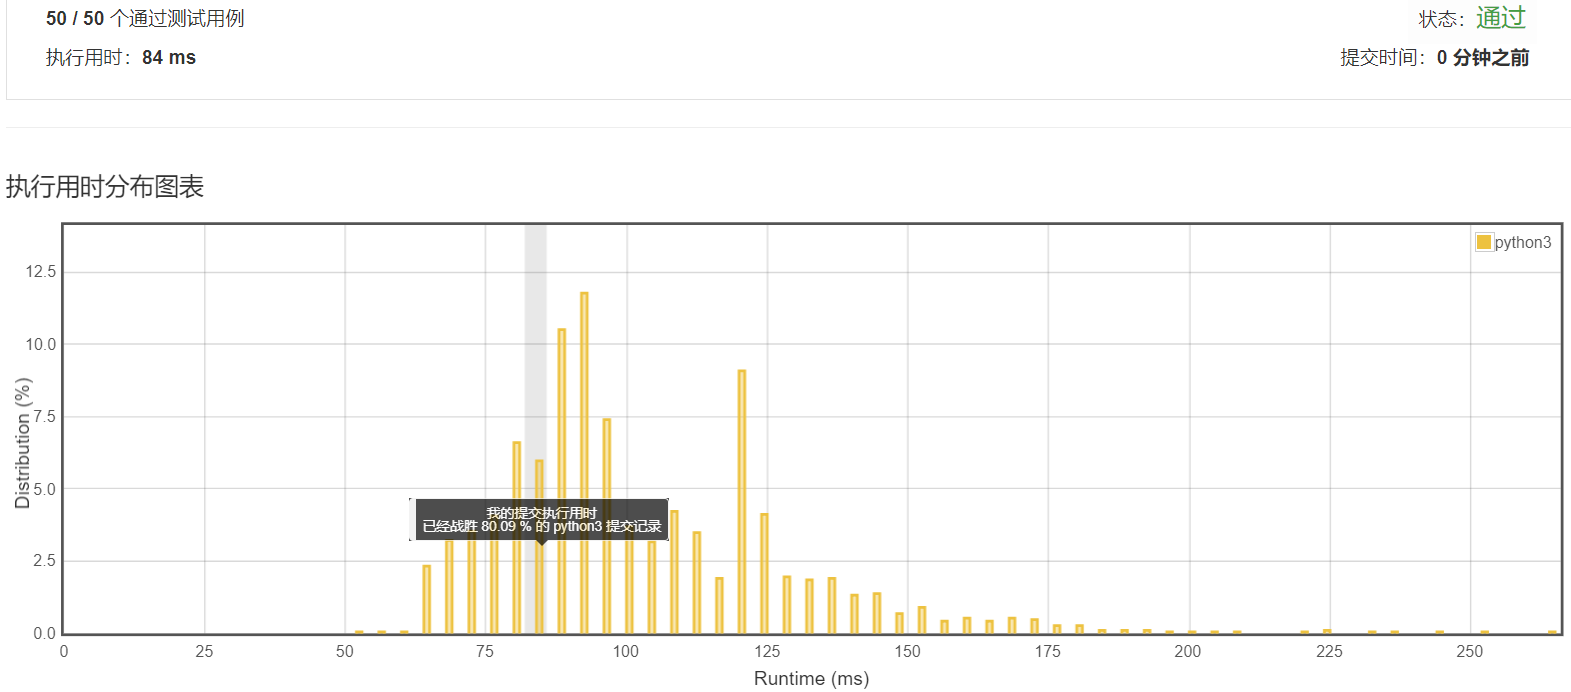 50 / 50 个通过测试用例
状态：通过
执行用时：84 ms
提交时间：0 分钟之前
执行用时分布图表
python3
12.5
10.0
7.5
5.0
2.5
0.0
Distribution (%)
我的提交执行用时
已经战胜 80.09 % 的 python3 提交记录
0 25 50 75 100 125 150 175 200 225 250
Runtime (ms)